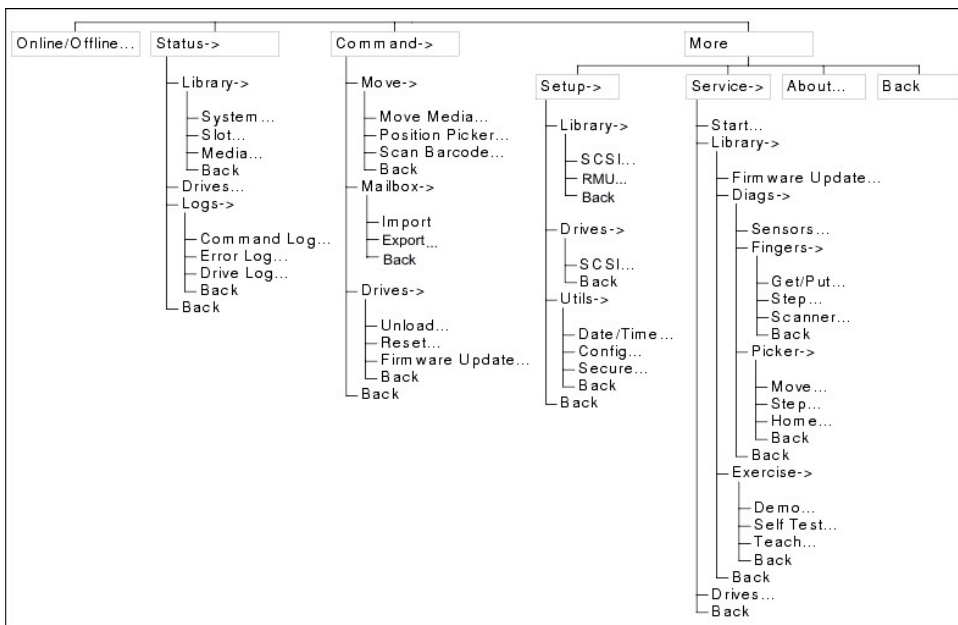 Online/Offline...
Status->
Library->
System...
Slot...
Media...
Back
Drives...
Logs->
Command Log...
Error Log...
Drive Log...
Back
Back
Command->
Move->
Move Media...
Position Picker...
Scan Barcode...
Back
Mailbox->
Import
Export...
Back
Drives->
Unload...
Reset...
Firmware Update...
Back
Back
More
Setup->
Library->
SCSI...
RMU...
Back
Drives->
SCSI...
Back
Utils->
Date/Time...
Config...
Secure...
Back
Back
Service->
Start...
Library->
Firmware Update...
Diags->
Sensors...
Fingers->
Get/Put...
Step...
Scanner...
Back
Picker->
Move...
Step...
Home...
Back
Back
Exercise->
Demo...
Self Test...
Teach...
Back
Back
Drives...
Back
About...
Back